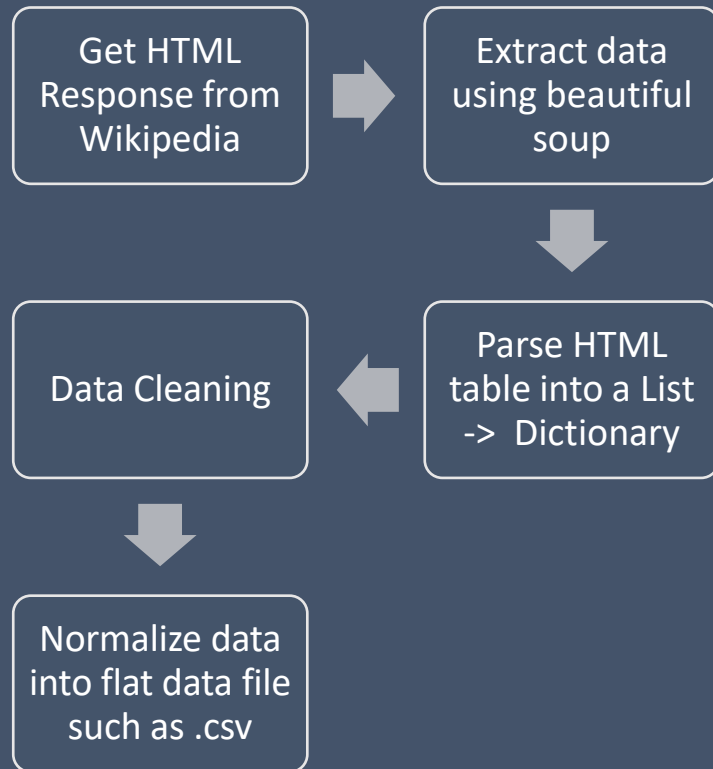 Get HTML
Response from
Wikipedia
Extract data
using beautiful
soup
Parse HTML
table into a List
-> Dictionary
Data Cleaning
Normalize data
into flat data file
such as .csv